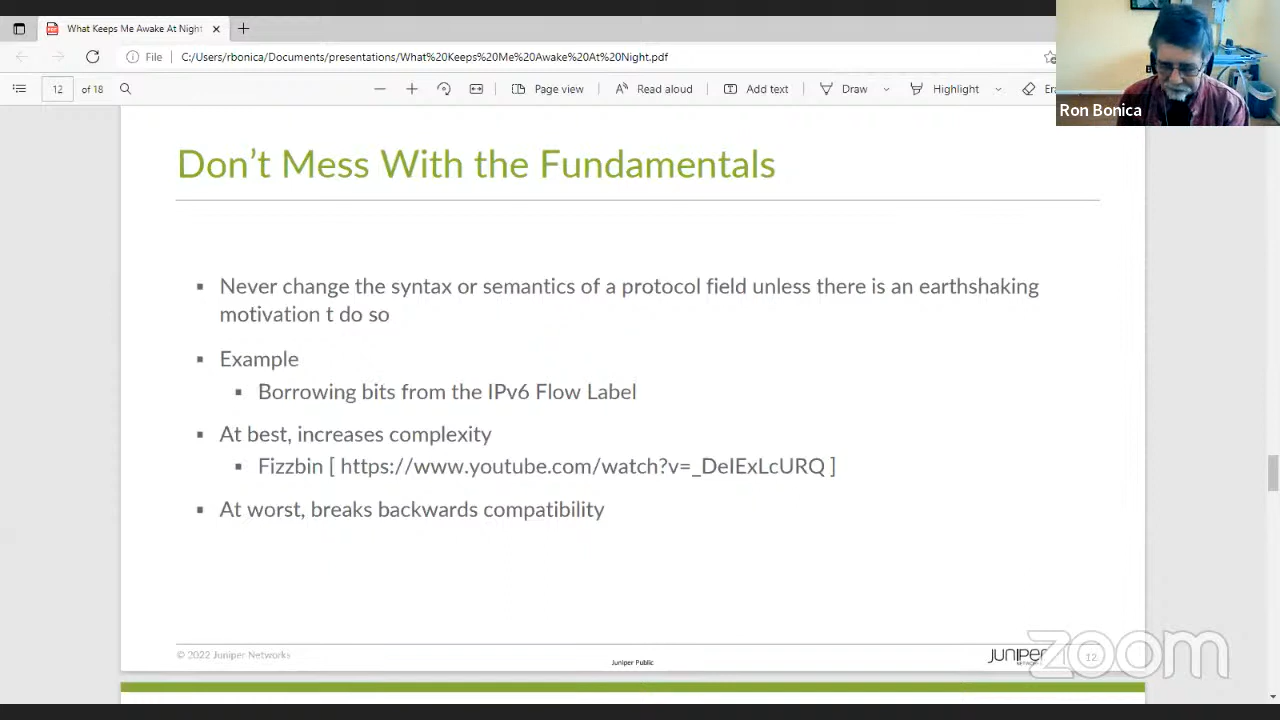 What Keeps Me Awake At Night
File
C:/Users/rbonica/Documents/presentations/What%20Keeps%20Me%20Awake%20At%20Night.pdf
12 of 18
Page view
Read aloud
Add text
Draw
Highlight
Ron Bonica
Don't Mess With the Fundamentals
Never change the syntax or semantics of a protocol field unless there is an earthshaking
motivation t do so
Example
Borrowing bits from the IPv6 Flow Label
At best, increases complexity
Fizzbin [ https://www.youtube.com/watch?v=_DeIExLcURQ ]
At worst, breaks backwards compatibility
© 2022 Juniper Networks
Juniper Public
12
zoom